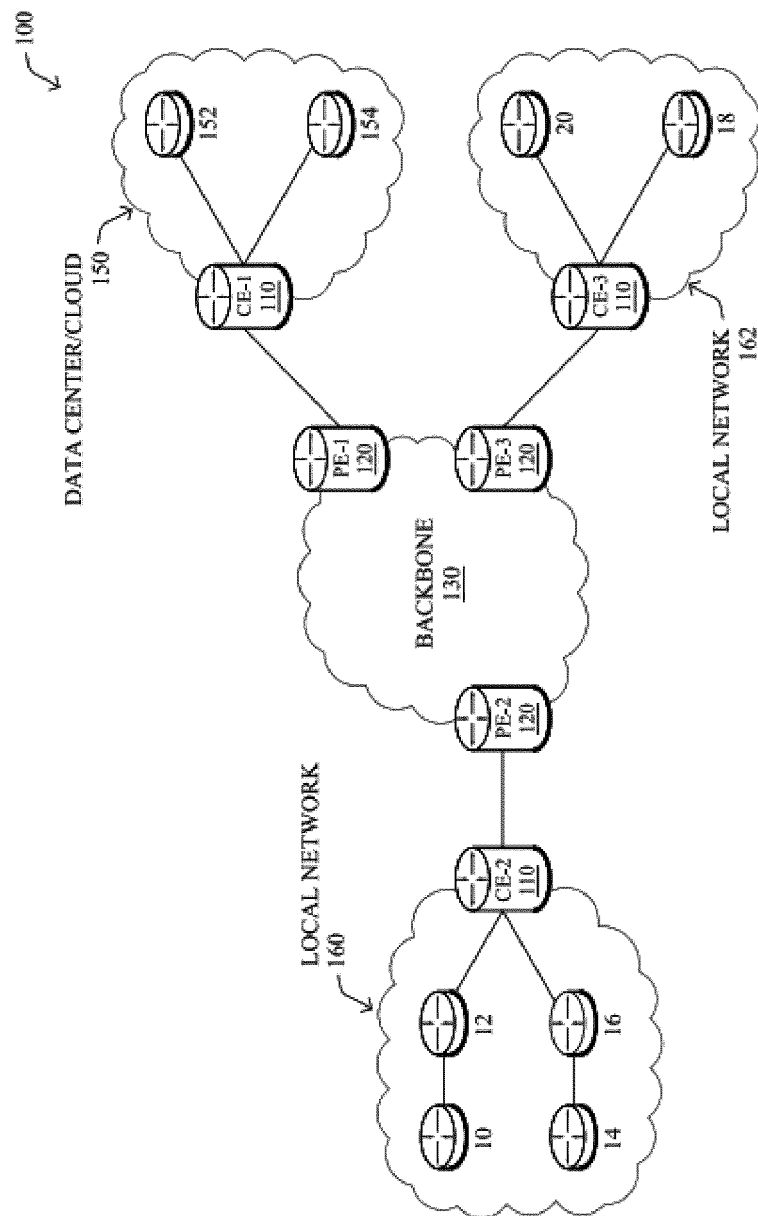 100
DATA CENTER/CLOUD
150
152
154
CE-1
110
PE-1
120
BACKBONE
130
LOCAL NETWORK
160
10
12
14
16
CE-2
110
PE-2
120
PE-3
120
CE-3
110
20
18
LOCAL NETWORK
162